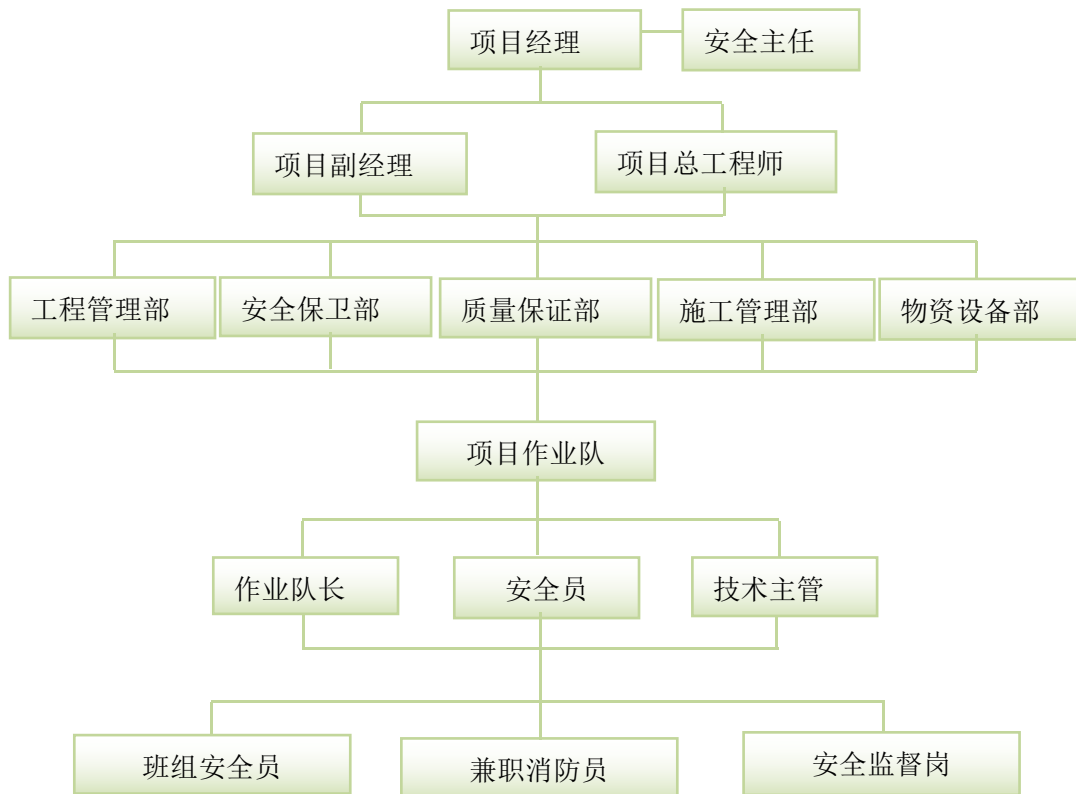 项目经理
安全主任
项目副经理
项目总工程师
工程管理部
安全保卫部
质量保证部
施工管理部
物资设备部
项目作业队
作业队长
安全员
技术主管
班组安全员
兼职消防员
安全监督岗